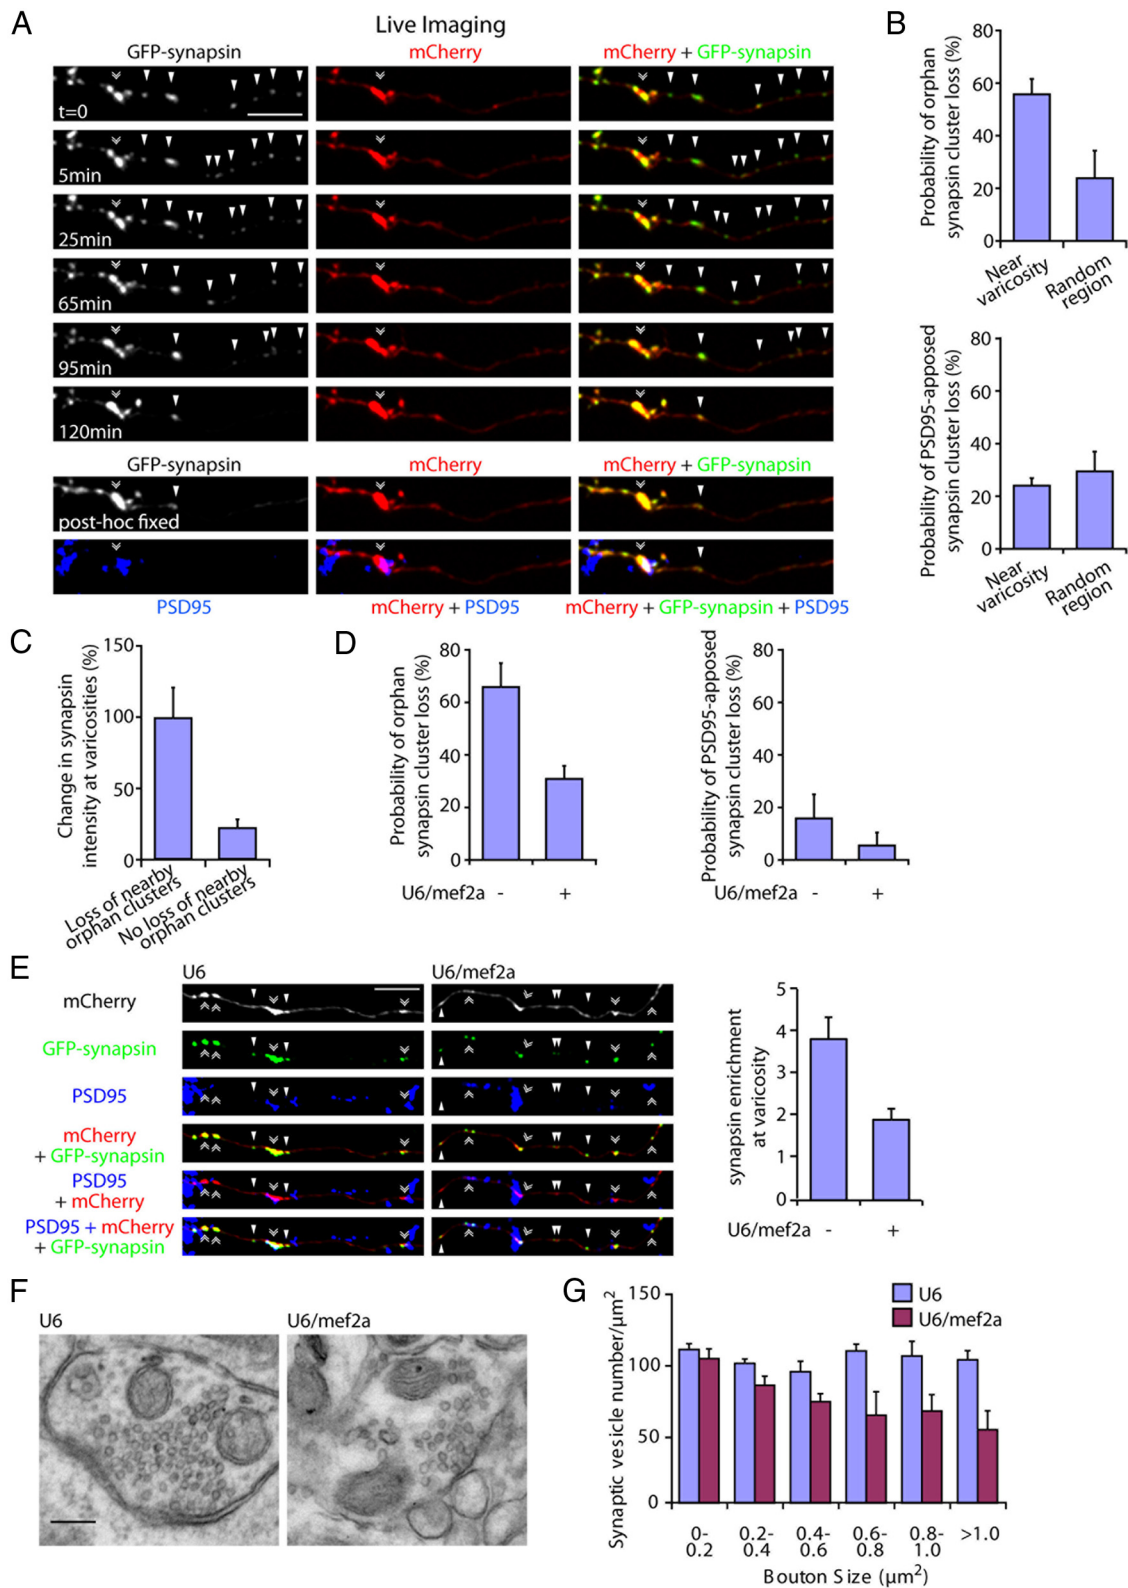 A
Live Imaging
GFP-synapsin
mCherry
mCherry + GFP-synapsin
t=0
5min
25min
65min
95min
120min
GFP-synapsin
mCherry
mCherry + GFP-synapsin
post-hoc fixed
PSD95
mCherry + PSD95
mCherry + GFP-synapsin + PSD95
B
Probability of orphan
synapsin cluster loss (%)
80
60
40
20
0
Near
varicosity
Random
region
Probability of PSD95-apposed
synapsin cluster loss (%)
80
60
40
20
0
Near
varicosity
Random
region
C
Change in synapsin
intensity at varicosities (%)
150
100
50
0
Loss of nearby
orphan clusters
No loss of nearby
orphan clusters
D
Probability of orphan
synapsin cluster loss (%)
80
60
40
20
0
U6/mef2a - +
Probability of PSD95-apposed
synapsin cluster loss (%)
80
60
40
20
0
U6/mef2a - +
E
U6
U6/mef2a
mCherry
GFP-synapsin
PSD95
mCherry
+ GFP-synapsin
PSD95
+ mCherry
PSD95 + mCherry
+ GFP-synapsin
synapsin enrichment
at varicosity
5
4
3
2
1
0
U6/mef2a - +
F
U6
U6/mef2a
G
Synaptic vesicle number/µm²
150
100
50
0
U6
U6/mef2a
0-
0.2
0.2-
0.4
0.4-
0.6
0.6-
0.8
0.8-
1.0
>1.0
Bouton Size (µm²)